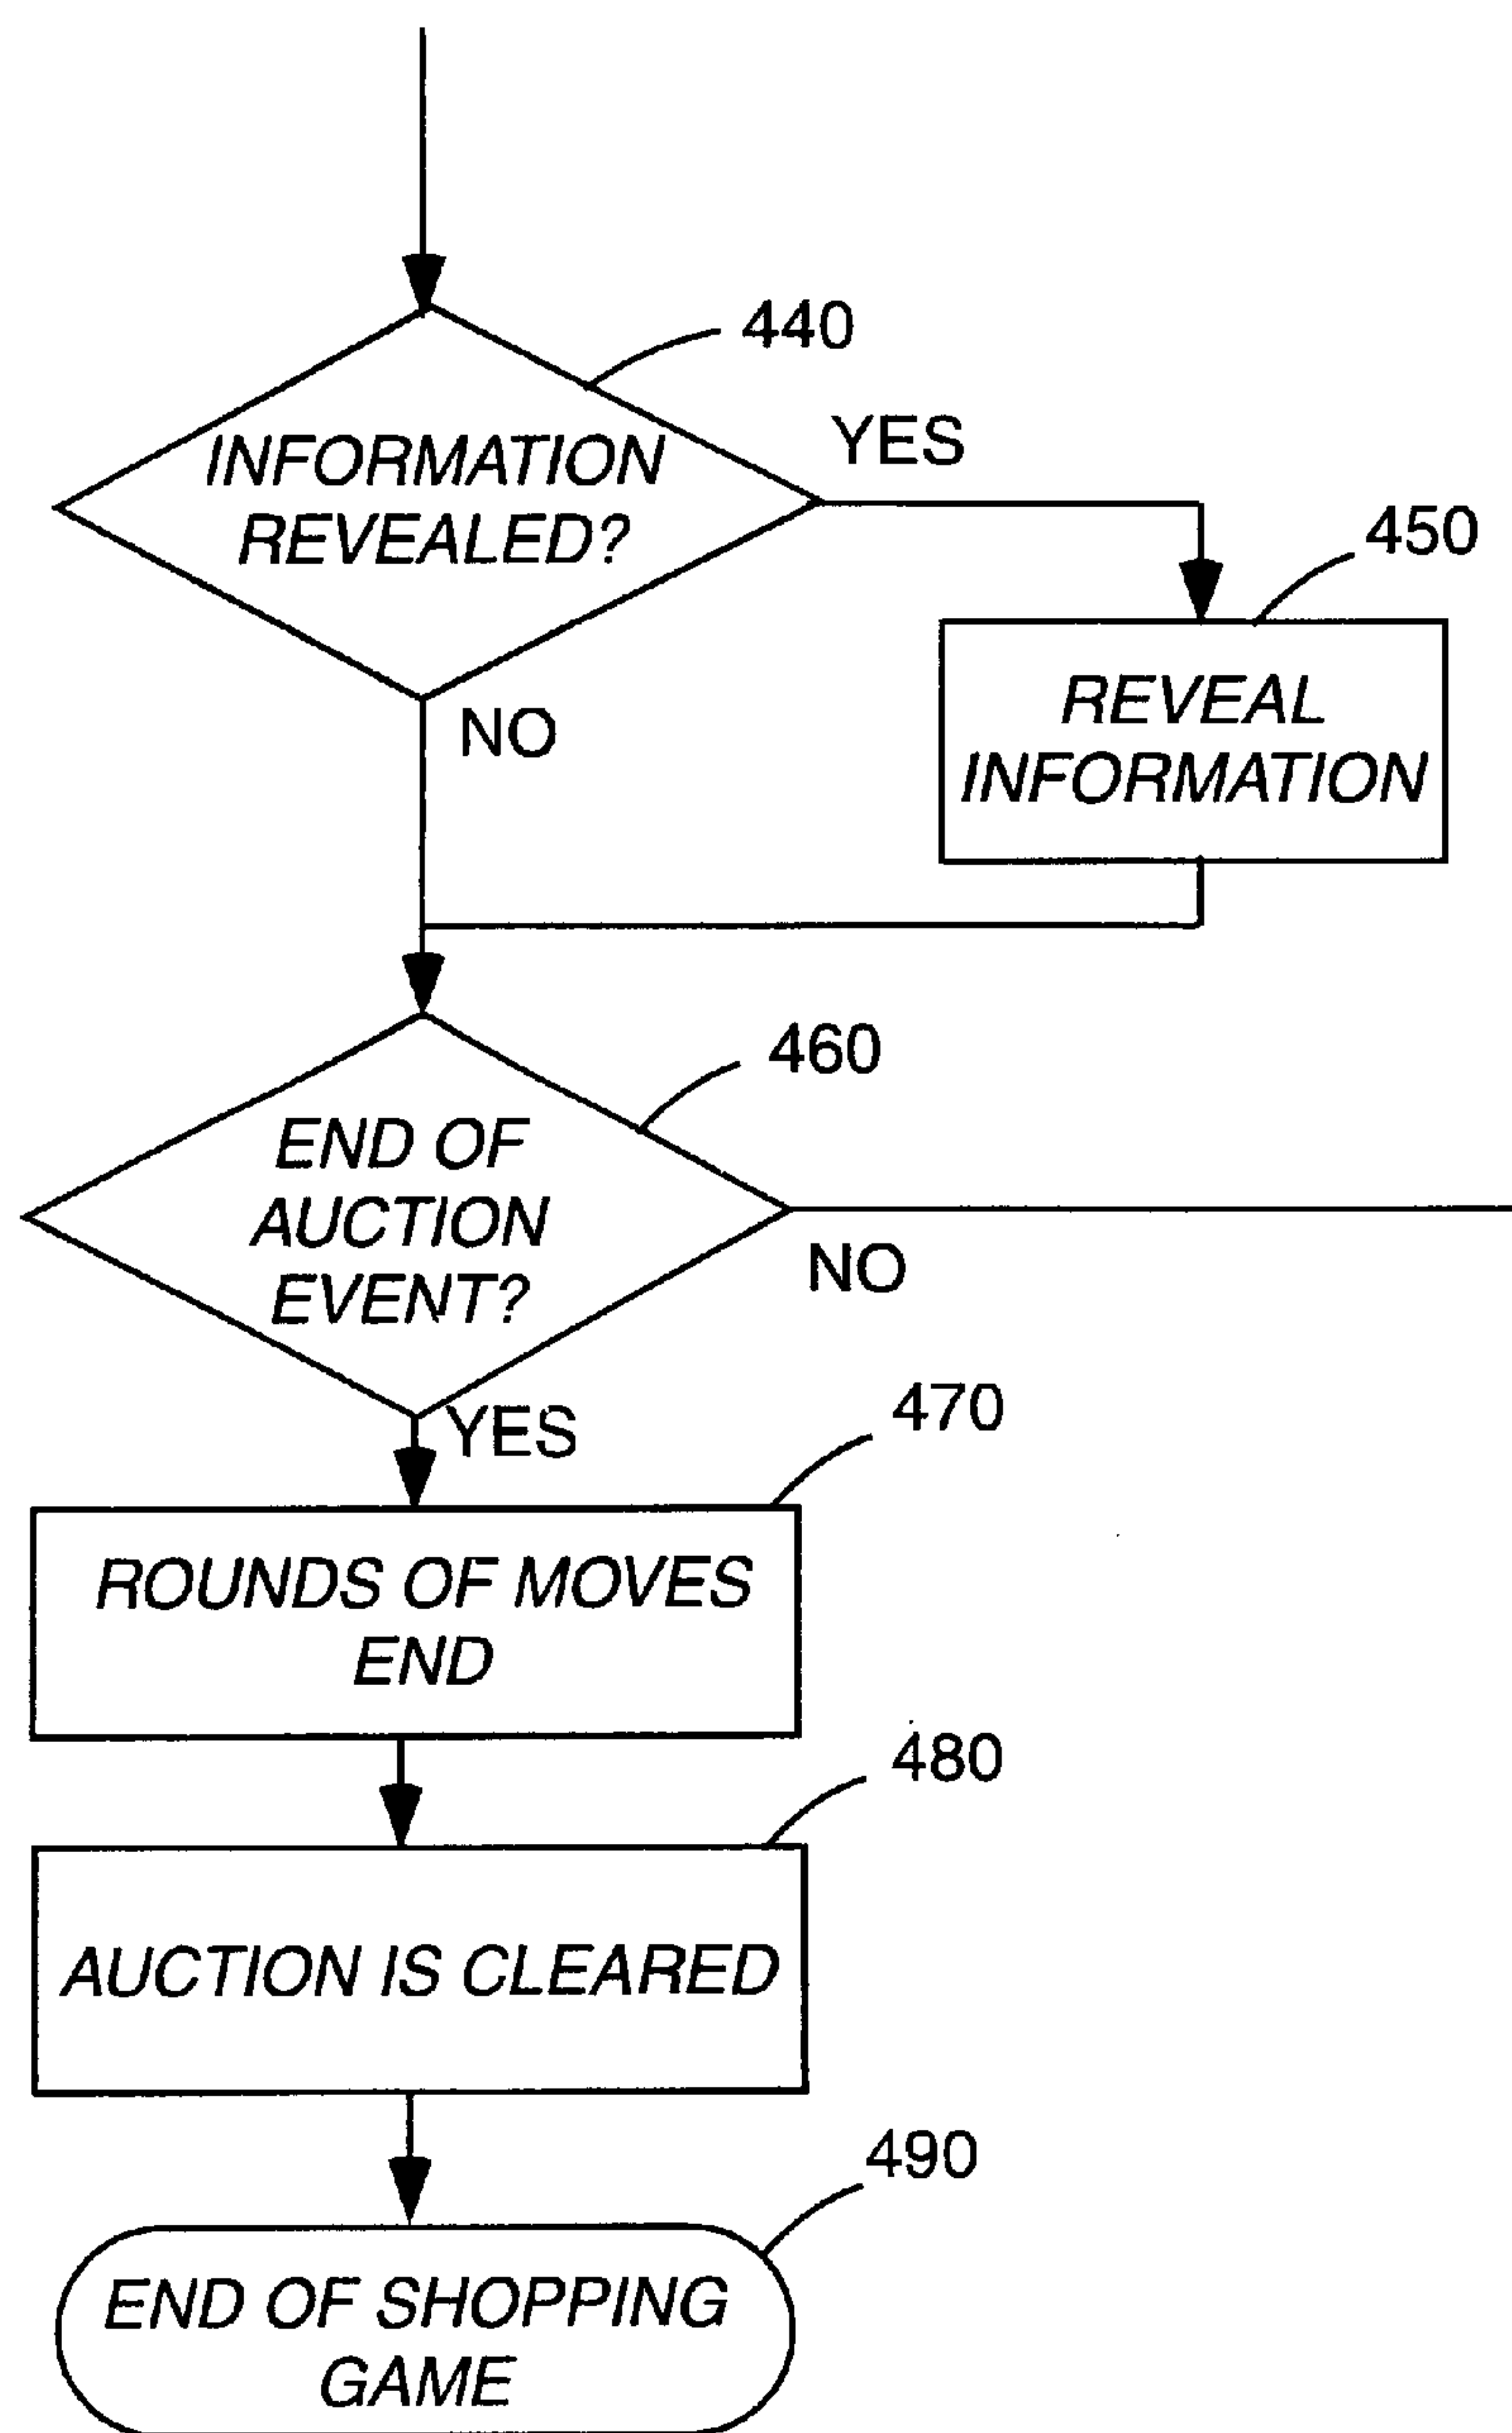 440
INFORMATION
REVEALED?
YES
450
REVEAL
INFORMATION
NO
460
END OF
AUCTION
EVENT?
NO
YES
470
ROUNDS OF MOVES
END
480
AUCTION IS CLEARED
490
END OF SHOPPING
GAME